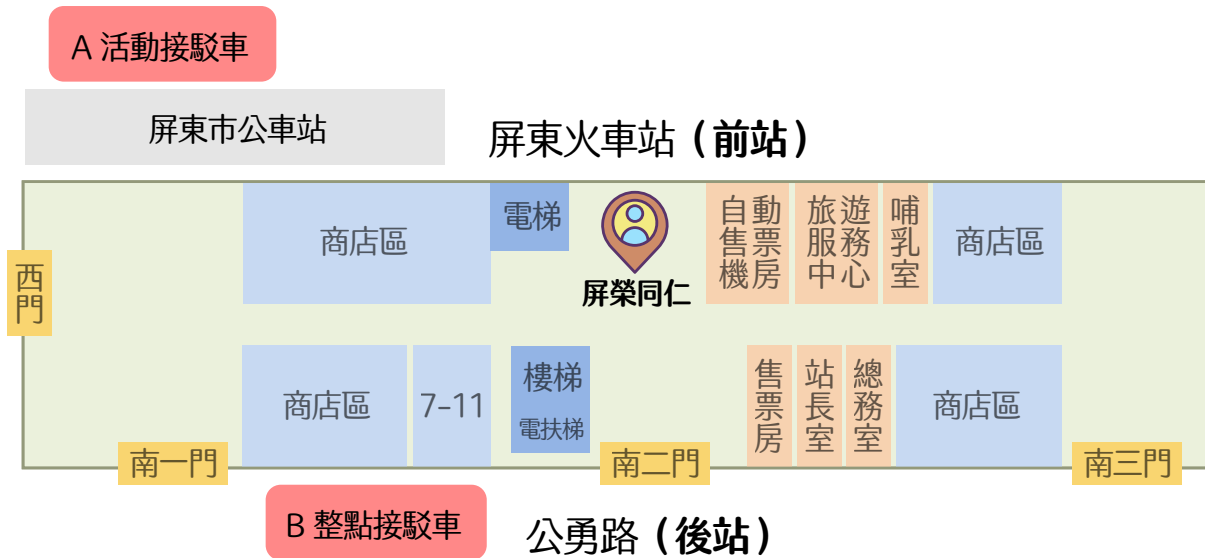 A 活動接駁車
屏東市公車站
屏東火車站（前站）
商店區
電梯
屏榮同仁
自動售票機房
旅遊服務中心
哺乳室
商店區
西門
商店區
7-11
樓梯
電扶梯
售票房
站長室
總務室
商店區
南一門
南二門
南三門
B 整點接駁車
公勇路（後站）